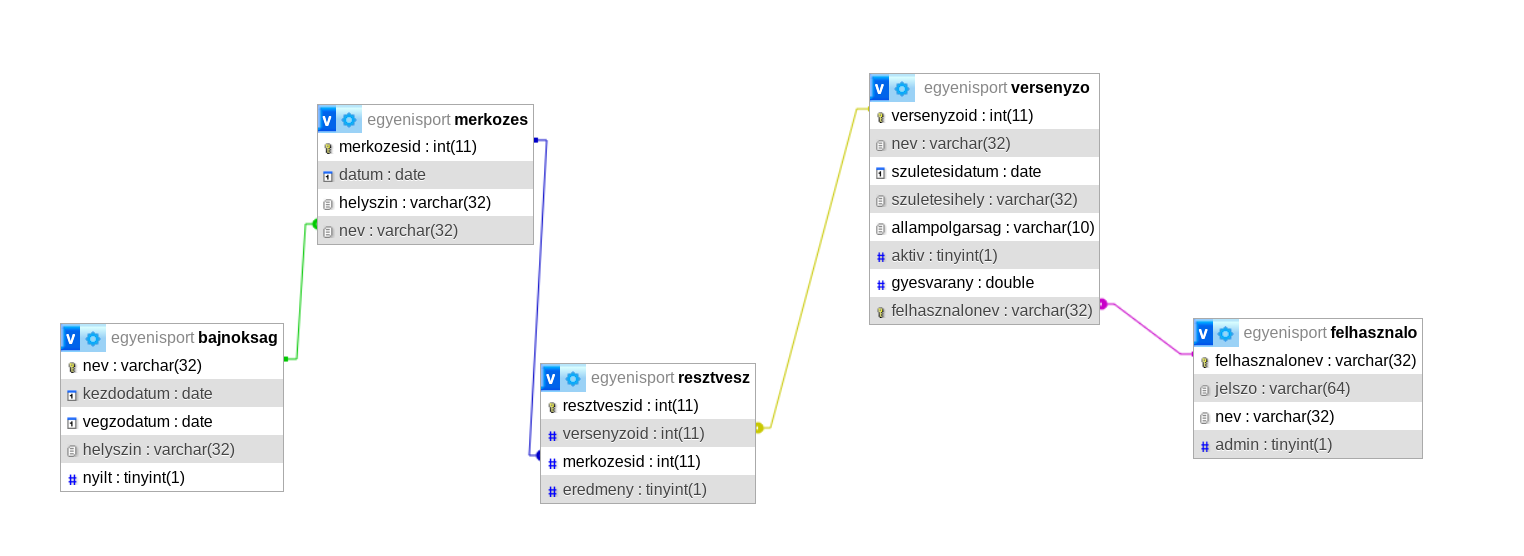 v egyenisport merkozes
merkozesid : int(11)
datum : date
helyszin : varchar(32)
nev : varchar(32)
v egyenisport bajnoksag
nev : varchar(32)
kezdodatum : date
vegzodatum : date
helyszin : varchar(32)
nyilt : tinyint(1)
v egyenisport resztvesz
resztveszid : int(11)
versenyzoid : int(11)
merkozesid : int(11)
eredmeny : tinyint(1)
v egyenisport versenyzo
versenyzoid : int(11)
nev : varchar(32)
szuletesidatum : date
szuletesihely : varchar(32)
allampolgarsag : varchar(10)
aktiv : tinyint(1)
gyesvarany : double
felhasznalonev : varchar(32)
v egyenisport felhasznalo
felhasznalonev : varchar(32)
jelszo : varchar(64)
nev : varchar(32)
admin : tinyint(1)